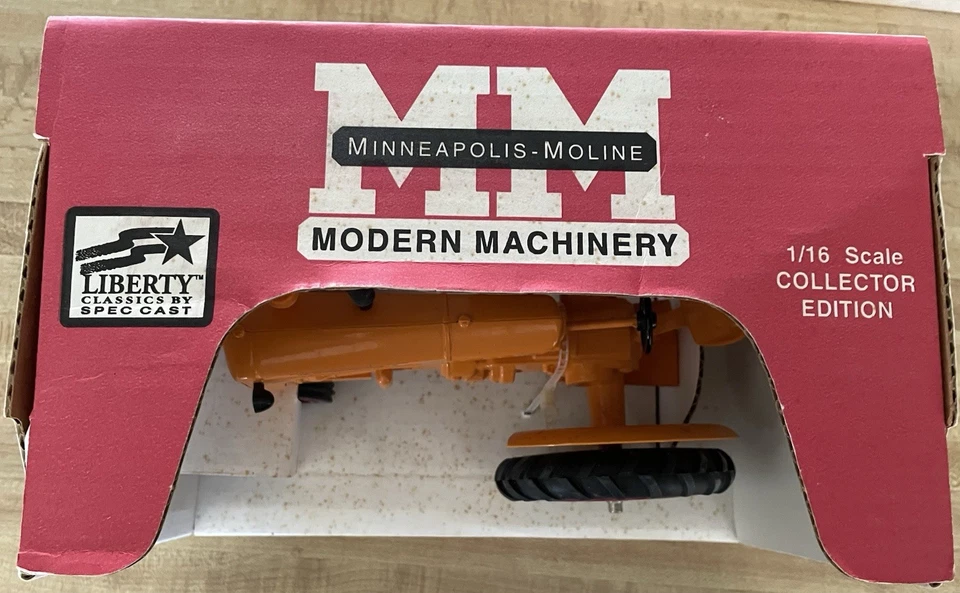 MM
MINNEAPOLIS-MOLINE
MODERN MACHINERY
LIBERTY™
CLASSICS BY
SPEC CAST
1/16 Scale
COLLECTOR
EDITION